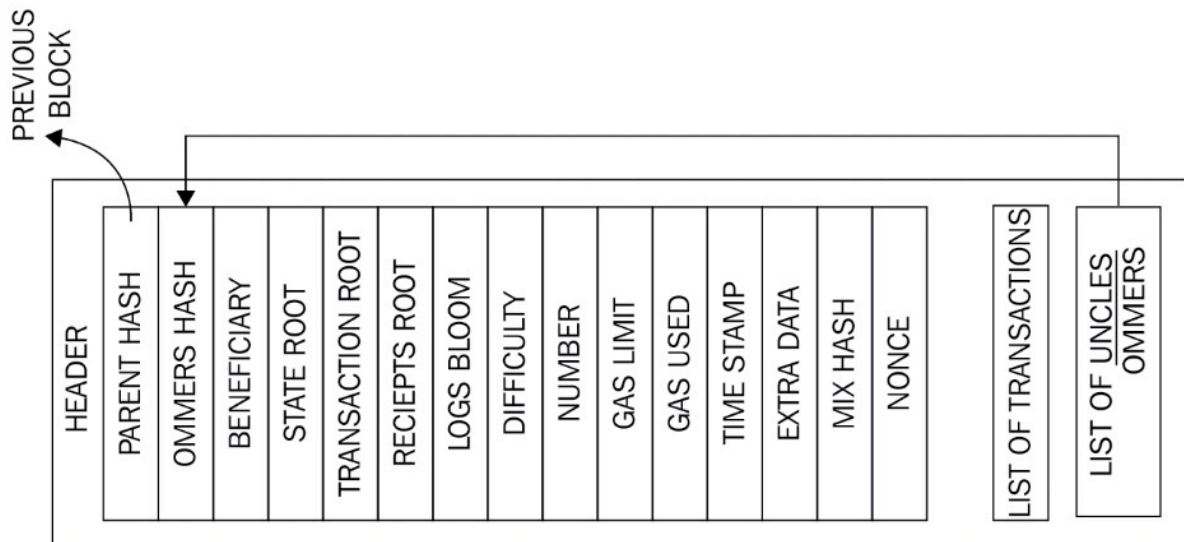 PREVIOUS
BLOCK
HEADER
PARENT HASH
OMMERS HASH
BENEFICIARY
STATE ROOT
TRANSACTION ROOT
RECIEPTS ROOT
LOGS BLOOM
DIFFICULTY
NUMBER
GAS LIMIT
GAS USED
TIME STAMP
EXTRA DATA
MIX HASH
NONCE
LIST OF TRANSACTIONS
LIST OF UNCLES
OMMERS